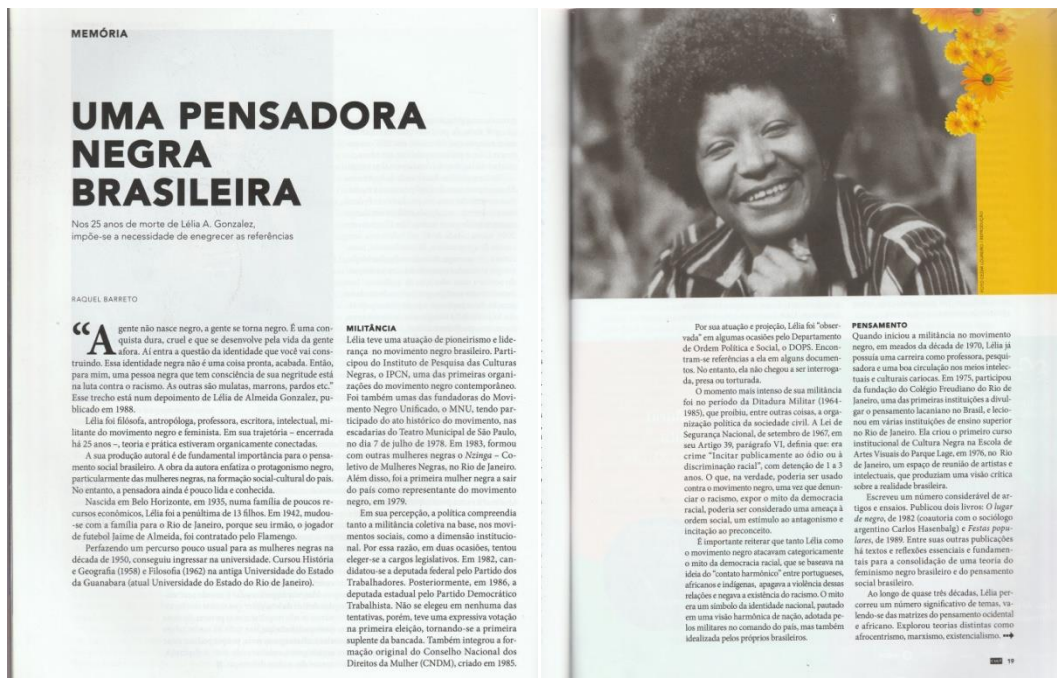 MEMÓRIA
UMA PENSADORA
NEGRA
BRASILEIRA
Nos 25 anos de morte de Lélia A. Gonzalez,
impõe-se a necessidade de enegrecer as referências
RAQUEL BARRETO
“A gente não nasce negro, a gente se torna negro. É uma con-
quista dura, cruel e que se desenvolve pela vida da gente
afora. Aí entra a questão da identidade que você vai cons-
truindo. Essa identidade negra não é uma coisa pronta, acabada. Então,
para mim, uma pessoa negra que tem consciência de sua negritude está
na luta contra o racismo. As outras são mulatas, marrons, pardos etc.”
Esse trecho está num depoimento de Lélia de Almeida Gonzalez, pu-
blicado em 1988.
Lélia foi filósofa, antropóloga, professora, escritora, intelectual, mi-
litante do movimento negro e feminista. Em sua trajetória – encerrada
há 25 anos –, teoria e prática estiveram organicamente conectadas.
A sua produção autoral é de fundamental importância para o pensa-
mento social brasileiro. A obra da autora enfatiza o protagonismo negro,
particularmente das mulheres negras, na formação social-cultural do país.
No entanto, a pensadora ainda é pouco lida e conhecida.
Nascida em Belo Horizonte, em 1935, numa família de poucos re-
cursos econômicos, Lélia foi a penúltima de 13 filhos. Em 1942, mudou-
-se com a família para o Rio de Janeiro, porque seu irmão, o jogador
de futebol Jaime de Almeida, foi contratado pelo Flamengo.
Perfazendo um percurso pouco usual para as mulheres negras na
década de 1950, conseguiu ingressar na universidade. Cursou História
e Geografia (1958) e Filosofia (1962) na antiga Universidade do Estado
da Guanabara (atual Universidade do Estado do Rio de Janeiro).
MILITÂNCIA
Lélia teve uma atuação de pioneirismo e lide-
rança no movimento negro brasileiro. Parti-
cipou do Instituto de Pesquisa das Culturas
Negras, o IPCN, uma das primeiras organi-
zações do movimento negro contemporâneo.
Foi também umas das fundadoras do Movi-
mento Negro Unificado, o MNU, tendo par-
ticipado do ato histórico do movimento, nas
escadarias do Teatro Municipal de São Paulo,
no dia 7 de julho de 1978. Em 1983, formou
com outras mulheres negras o Nzinga – Co-
letivo de Mulheres Negras, no Rio de Janeiro.
Além disso, foi a primeira mulher negra a sair
do país como representante do movimento
negro, em 1979.
Em sua percepção, a política compreendia
tanto a militância coletiva na base, nos movi-
mentos sociais, como a dimensão institucio-
nal. Por essa razão, em duas ocasiões, tentou
eleger-se a cargos legislativos. Em 1982, can-
didatou-se a deputada federal pelo Partido dos
Trabalhadores. Posteriormente, em 1986, a
deputada estadual pelo Partido Democrático
Trabalhista. Não se elegeu em nenhuma das
tentativas, porém, teve uma expressiva votação
na primeira eleição, tornando-se a primeira
suplente da bancada. Também integrou a for-
mação original do Conselho Nacional dos
Direitos da Mulher (CNDM), criado em 1985.
Por sua atuação e projeção, Lélia foi “obser-
vada” em algumas ocasiões pelo Departamento
de Ordem Política e Social, o DOPS. Encon-
tram-se referências a ela em alguns documen-
tos. No entanto, ela não chegou a ser interroga-
da, presa ou torturada.
O momento mais intenso de sua militância
foi no período da Ditadura Militar (1964-
1985), que proibia, entre outras coisas, a orga-
nização política da sociedade civil. A Lei de
Segurança Nacional, de setembro de 1967, em
seu Artigo 39, parágrafo VI, definia que: era
crime “Incitar publicamente ao ódio ou à
discriminação racial”, com detenção de 1 a 3
anos. O que, na verdade, poderia ser usado
contra o movimento negro, uma vez que denun-
ciar o racismo, expor o mito da democracia
racial, poderia ser considerado uma ameaça à
ordem social, um estímulo ao antagonismo e
incitação ao preconceito.
É importante reiterar que tanto Lélia como
o movimento negro atacavam categoricamente
o mito da democracia racial, que se baseava na
ideia do “contato harmônico” entre portugueses,
africanos e indígenas, apagava a violência dessas
relações e negava a existência do racismo. O mito
era um símbolo da identidade nacional, pautado
em uma visão harmônica de nação, adotada pe-
los militares no comando do país, mas também
idealizada pelos próprios brasileiros.
PENSAMENTO
Quando iniciou a militância no movimento
negro, em meados da década de 1970, Lélia já
possuía uma carreira como professora, pesqui-
sadora e uma boa circulação nos meios intelec-
tuais e culturais cariocas. Em 1975, participou
da fundação do Colégio Freudiano do Rio de
Janeiro, uma das primeiras instituições a divul-
gar o pensamento lacaniano no Brasil, e lecio-
nou em várias instituições de ensino superior
no Rio de Janeiro. Ela criou o primeiro curso
institucional de Cultura Negra na Escola de
Artes Visuais do Parque Lage, em 1976, no Rio
de Janeiro, um espaço de reunião de artistas e
intelectuais, que produziam uma visão crítica
sobre a realidade brasileira.
Escreveu um número considerável de ar-
tigos e ensaios. Publicou dois livros: O lugar
de negro, de 1982 (coautoria com o sociólogo
argentino Carlos Hasenbalg) e Festas popu-
lares, de 1989. Entre suas outras publicações
há textos e reflexões essenciais e fundamen-
tais para a consolidação de uma teoria do
feminismo negro brasileiro e do pensamento
social brasileiro.
Ao longo de quase três décadas, Lélia per-
correu um número significativo de temas, va-
lendo-se das matrizes do pensamento ocidental
e africano. Explorou teorias distintas como
afrocentrismo, marxismo, existencialismo.
19